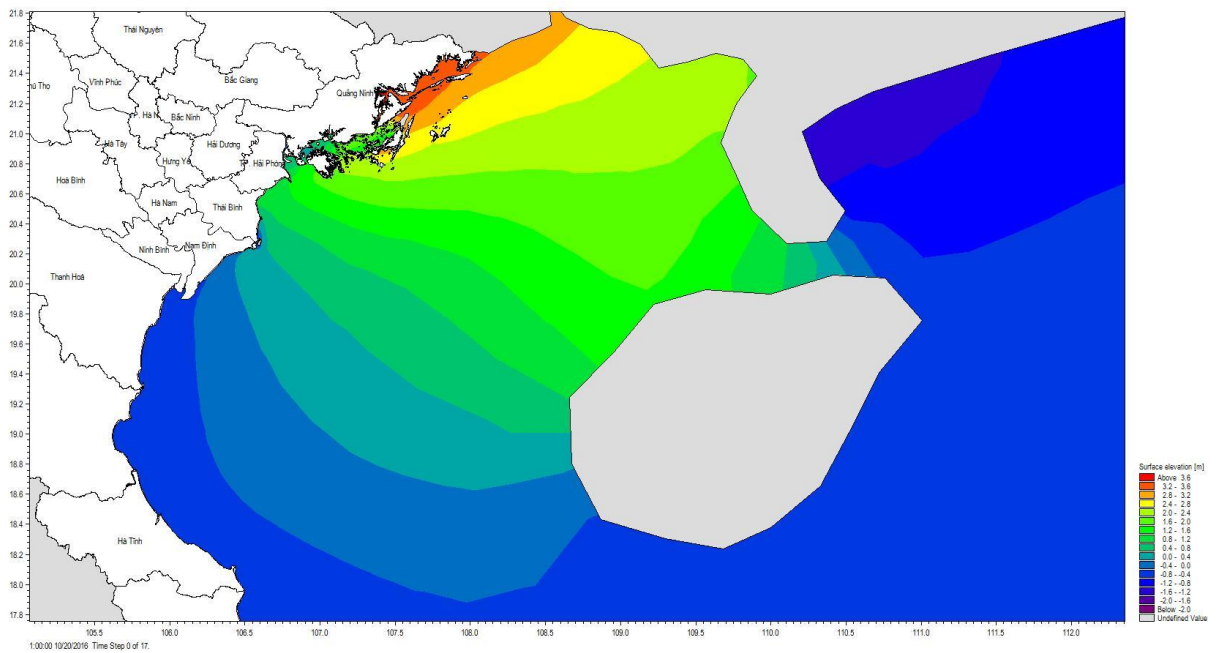 21.8
21.6
21.4
21.2
21.0
20.8
20.6
20.4
20.2
20.0
19.8
19.6
19.4
19.2
19.0
18.8
18.6
18.4
18.2
18.0
17.8
Thái Nguyên
Vĩnh Phúc
Bắc Giang
Quảng Ninh
Bắc Ninh
Hà Tây
Hải Dương
Hưng Yê
TP. Hải Phòng
Hoà Bình
Hà Nam
Thái Bình
Ninh Bình
Nam Định
Thanh Hoá
Hà Tĩnh
105.5 106.0 106.5 107.0 107.5 108.0 108.5 109.0 109.5 110.0 110.5 111.0 111.5 112.0
1:00:00 10/20/2016 Time Step 0 of 17.
Surface elevation [m]
Above 3.6
3.2 - 3.6
2.8 - 3.2
2.4 - 2.8
2.0 - 2.4
1.6 - 2.0
1.2 - 1.6
0.8 - 1.2
0.4 - 0.8
0.0 - 0.4
-0.4 - 0.0
-0.8 - -0.4
-1.2 - -0.8
-1.6 - -1.2
-2.0 - -1.6
Below -2.0
Undefined Value